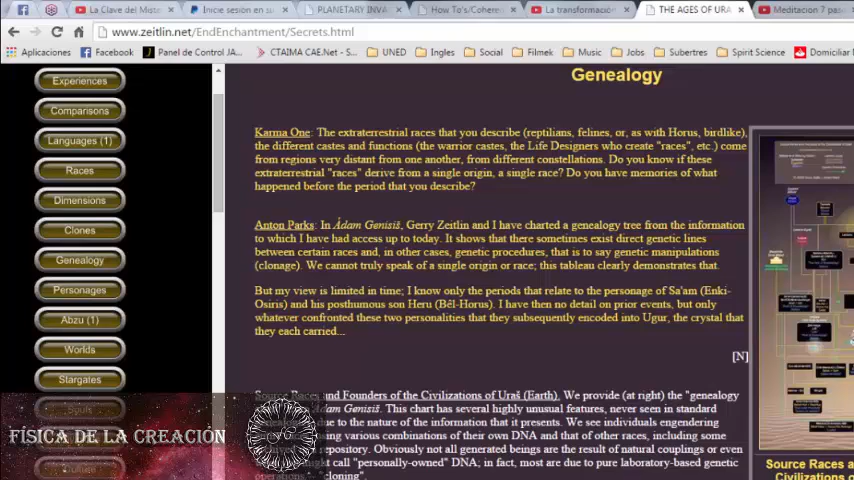 La Clave del Miste
Inicie sesión en su
PLANETARY INVA
How To's/Cohere
La transformació
THE AGES OF URA
Meditacion 7 pas
www.zeitlin.net/EndEnchantment/Secrets.html
Aplicaciones
Facebook
Panel de Control JA...
CTAIMA CAE.Net - S...
UNED
Ingles
Social
Filmek
Music
Jobs
Subertres
Spirit Science
Domiciliar
Experiences
Comparisons
Languages (1)
Races
Dimensions
Clones
Genealogy
Personages
Abzu (1)
Worlds
Stargates
Genealogy
Karma One: The extraterrestrial races that you describe (reptilians, felines, or, as with Horus, birdlike),
the different castes and functions (the warrior castes, the Life Designers who create "races", etc.) come
from regions very distant from one another, from different constellations. Do you know if these
extraterrestrial "races" derive from a single origin, a single race? Do you have memories of what
happened before the period that you describe?
Anton Parks: In Ádam Genisiš, Gerry Zeitlin and I have charted a genealogy tree from the information
to which I have had access up to today. It shows that there sometimes exist direct genetic lines
between certain races and, in other cases, genetic procedures, that is to say genetic manipulations
(clonage). We cannot truly speak of a single origin or race; this tableau clearly demonstrates that.
But my view is limited in time; I know only the periods that relate to the personage of Sa'am (Enki-
Osiris) and his posthumous son Heru (Bêl-Horus). I have then no detail on prior events, but only
whatever confronted these two personalities that they subsequently encoded into Ugur, the crystal that
they each carried...
[N]
Source Races and Founders of the Civilizations of Uraš (Earth). We provide (at right) the "genealogy
dam Genisiš. This chart has several highly unusual features, never seen in standard
due to the nature of the information that it presents. We see individuals engendering
ng various combinations of their own DNA and that of other races, including some
repository. Obviously not all generated beings are the result of natural couplings or even
ght call "personally-owned" DNA; in fact, most are due to pure laboratory-based genetic
operations, "cloning".
Source Races a
Civilizations o
FÍSICA DE LA CREACIÓN